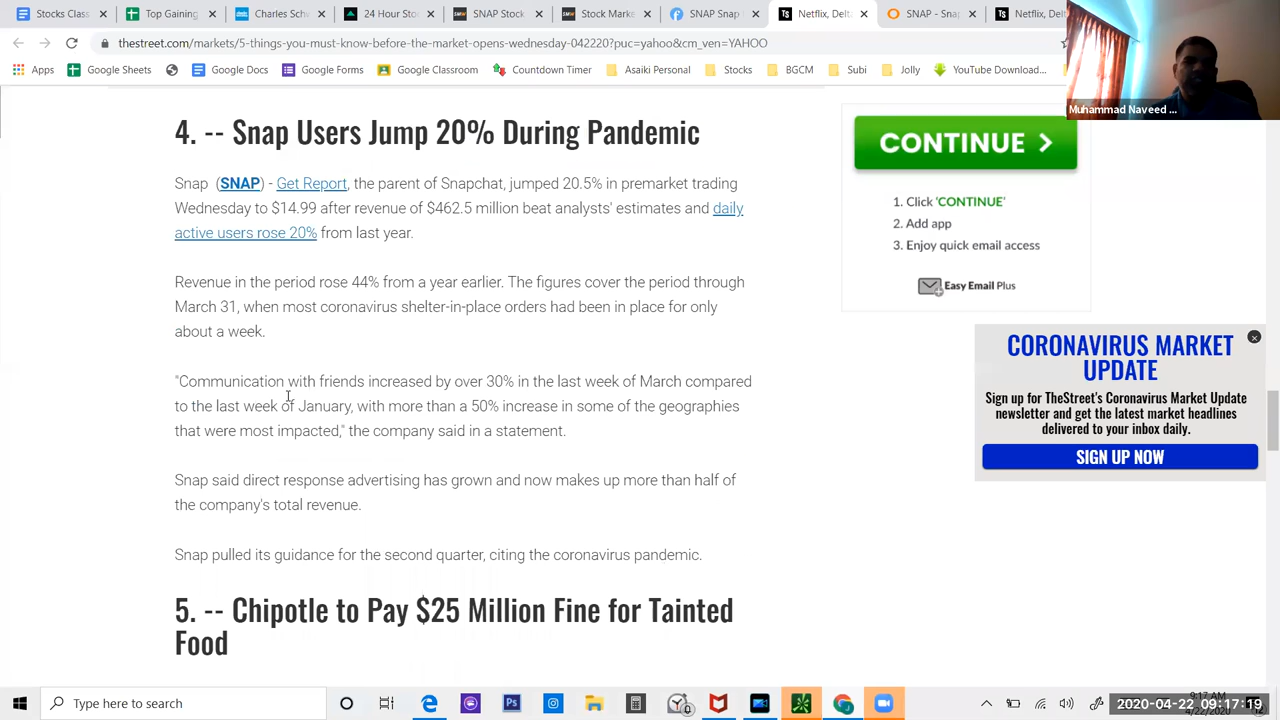 Stocks Class
Top Gaining
Charles Sc
24 Hour Sto
SNAP Stock
Stock Marke
SNAP Snap
Netflix, Delt
SNAP - Snap
Netflix, Del
thestreet.com/markets/5-things-you-must-know-before-the-market-opens-wednesday-042220?puc=yahoo&cm_ven=YAHOO
Apps
Google Sheets
Google Docs
Google Forms
Google Classroom
Countdown Timer
Asaiki Personal
Stocks
BGCM
Subi
Jolly
YouTube Download...
Muhammad Naveed ...
4. -- Snap Users Jump 20% During Pandemic
Snap (SNAP) - Get Report, the parent of Snapchat, jumped 20.5% in premarket trading
Wednesday to $14.99 after revenue of $462.5 million beat analysts' estimates and daily
active users rose 20% from last year.
Revenue in the period rose 44% from a year earlier. The figures cover the period through
March 31, when most coronavirus shelter-in-place orders had been in place for only
about a week.
"Communication with friends increased by over 30% in the last week of March compared
to the last week of January, with more than a 50% increase in some of the geographies
that were most impacted," the company said in a statement.
Snap said direct response advertising has grown and now makes up more than half of
the company's total revenue.
Snap pulled its guidance for the second quarter, citing the coronavirus pandemic.
5. -- Chipotle to Pay $25 Million Fine for Tainted
Food
CONTINUE >
1. Click 'CONTINUE'
2. Add app
3. Enjoy quick email access
Easy Email Plus
CORONAVIRUS MARKET
UPDATE
Sign up for TheStreet's Coronavirus Market Update
newsletter and get the latest market headlines
delivered to your inbox daily.
SIGN UP NOW
Type here to search
Ps
9:17 AM
4/22/2020
2020-04-22 09:17:19